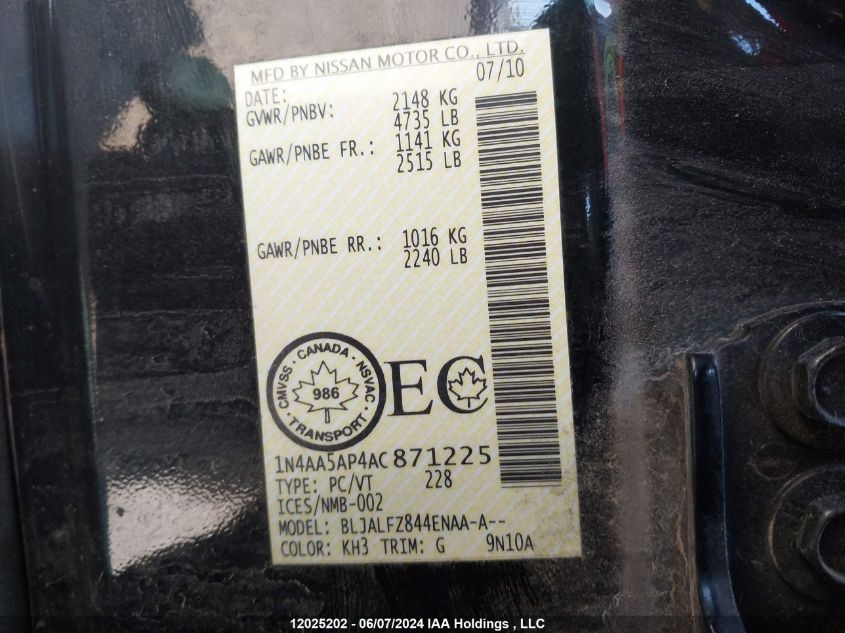 MFD BY NISSAN MOTOR CO., LTD.
DATE: 07/10
GVWR/PNBV: 2148 KG
4735 LB
GAWR/PNBE FR.: 1141 KG
2515 LB
GAWR/PNBE RR.: 1016 KG
2240 LB
CMVSS · CANADA · NSVAC · TRANSPORT ·
986
EC
1N4AA5AP4AC871225
TYPE: PC/VT 228
ICES/NMB-002
MODEL: BLJALFZ844ENAA-A--
COLOR: KH3 TRIM: G 9N10A
12025202 - 06/07/2024 IAA Holdings , LLC